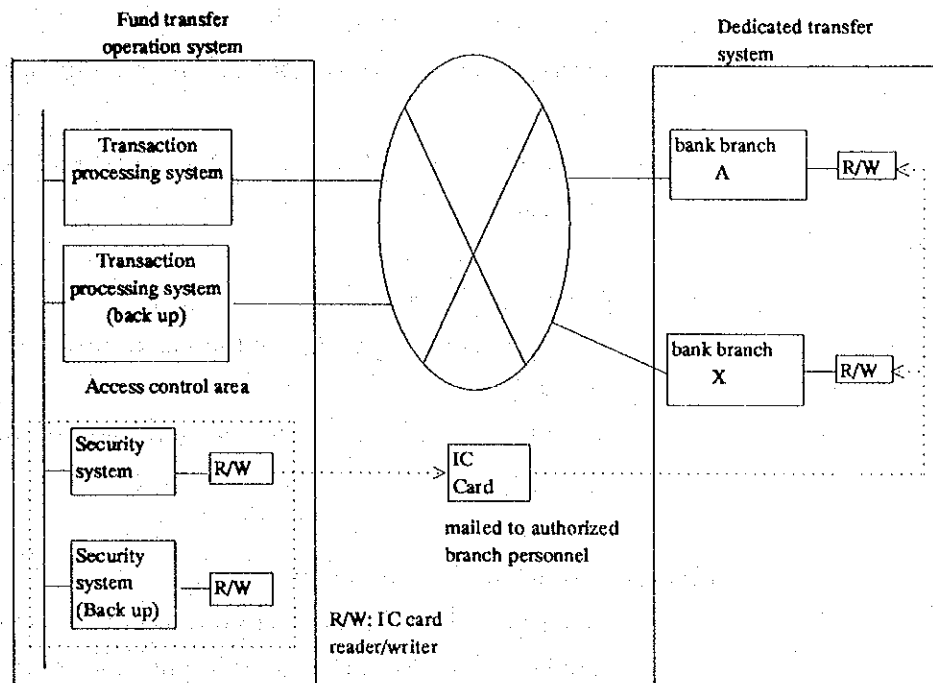 Fund transfer
operation system
Dedicated transfer
system
Transaction
processing system
bank branch
A
R/W
Transaction
processing system
(back up)
bank branch
X
R/W
Access control area
Security
system
R/W
IC
Card
mailed to authorized
branch personnel
Security
system
(Back up)
R/W
R/W: IC card
reader/writer